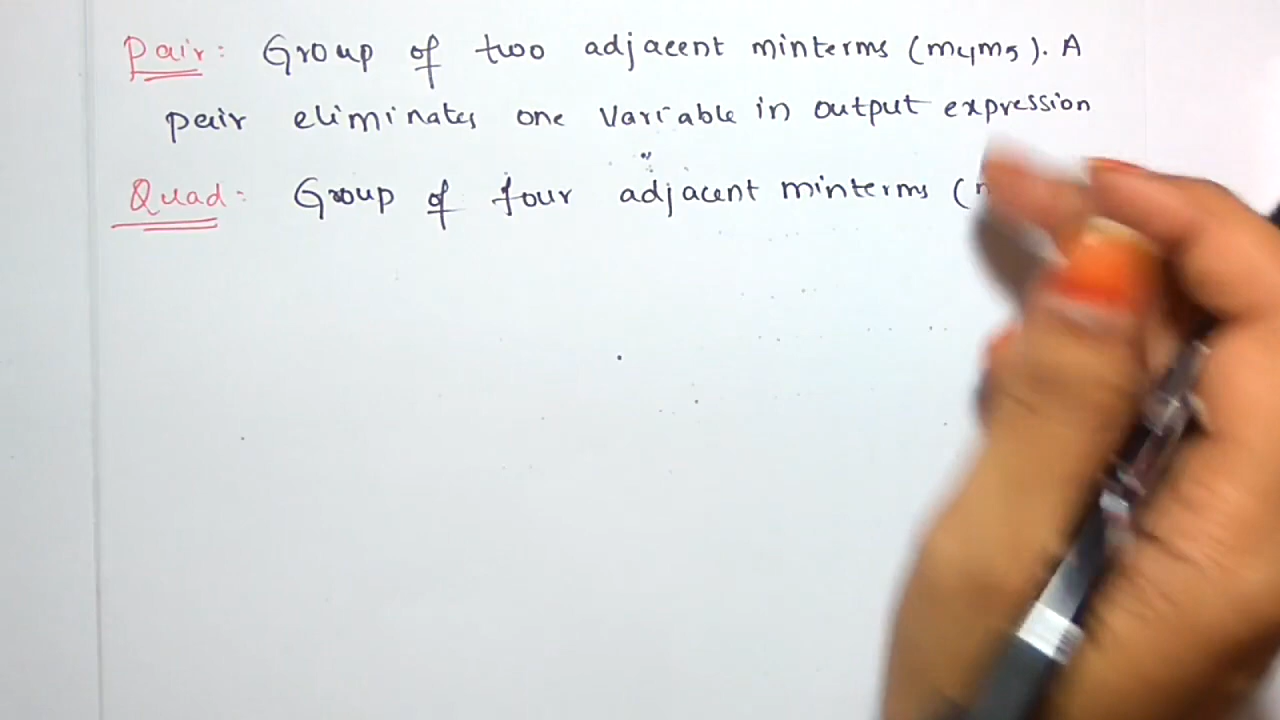 Pair: Group of two adjacent minterms (m4m5). A
pair eliminates one variable in output expression
Quad: Group of four adjacent minterms (